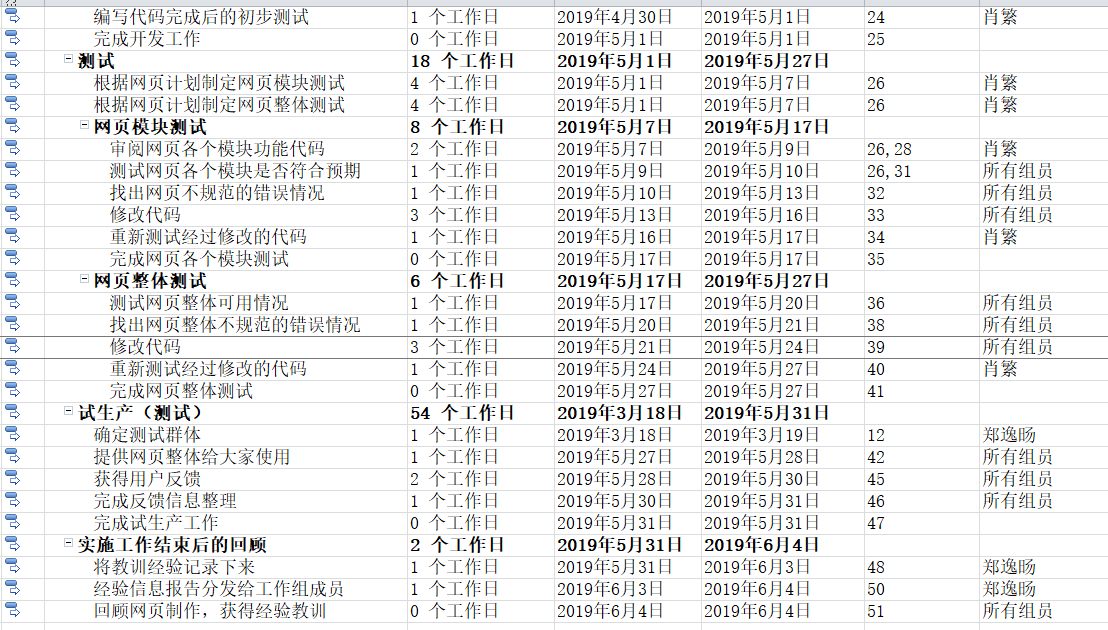 编写代码完成后的初步测试 1 个工作日 2019年4月30日 2019年5月1日 24 肖繁
完成开发工作 0 个工作日 2019年5月1日 2019年5月1日 25
测试 18 个工作日 2019年5月1日 2019年5月27日
根据网页计划制定网页模块测试 4 个工作日 2019年5月1日 2019年5月7日 26 肖繁
根据网页计划制定网页整体测试 4 个工作日 2019年5月1日 2019年5月7日 26 肖繁
网页模块测试 8 个工作日 2019年5月7日 2019年5月17日
审阅网页各个模块功能代码 2 个工作日 2019年5月7日 2019年5月9日 26,28 肖繁
测试网页各个模块是否符合预期 1 个工作日 2019年5月9日 2019年5月10日 26,31 所有组员
找出网页不规范的错误情况 1 个工作日 2019年5月10日 2019年5月13日 32 所有组员
修改代码 3 个工作日 2019年5月13日 2019年5月16日 33 所有组员
重新测试经过修改的代码 1 个工作日 2019年5月16日 2019年5月17日 34 肖繁
完成网页各个模块测试 0 个工作日 2019年5月17日 2019年5月17日 35
网页整体测试 6 个工作日 2019年5月17日 2019年5月27日
测试网页整体可用情况 1 个工作日 2019年5月17日 2019年5月20日 36 所有组员
找出网页整体不规范的错误情况 1 个工作日 2019年5月20日 2019年5月21日 38 所有组员
修改代码 3 个工作日 2019年5月21日 2019年5月24日 39 所有组员
重新测试经过修改的代码 1 个工作日 2019年5月24日 2019年5月27日 40 肖繁
完成网页整体测试 0 个工作日 2019年5月27日 2019年5月27日 41
试生产（测试） 54 个工作日 2019年3月18日 2019年5月31日
确定测试群体 1 个工作日 2019年3月18日 2019年3月19日 12 郑逸旸
提供网页整体给大家使用 1 个工作日 2019年5月27日 2019年5月28日 42 所有组员
获得用户反馈 2 个工作日 2019年5月28日 2019年5月30日 45 所有组员
完成反馈信息整理 1 个工作日 2019年5月30日 2019年5月31日 46 所有组员
完成试生产工作 0 个工作日 2019年5月31日 2019年5月31日 47
实施工作结束后的回顾 2 个工作日 2019年5月31日 2019年6月4日
将教训经验记录下来 1 个工作日 2019年5月31日 2019年6月3日 48 郑逸旸
经验信息报告分发给工作组成员 1 个工作日 2019年6月3日 2019年6月4日 50 郑逸旸
回顾网页制作，获得经验教训 0 个工作日 2019年6月4日 2019年6月4日 51 所有组员